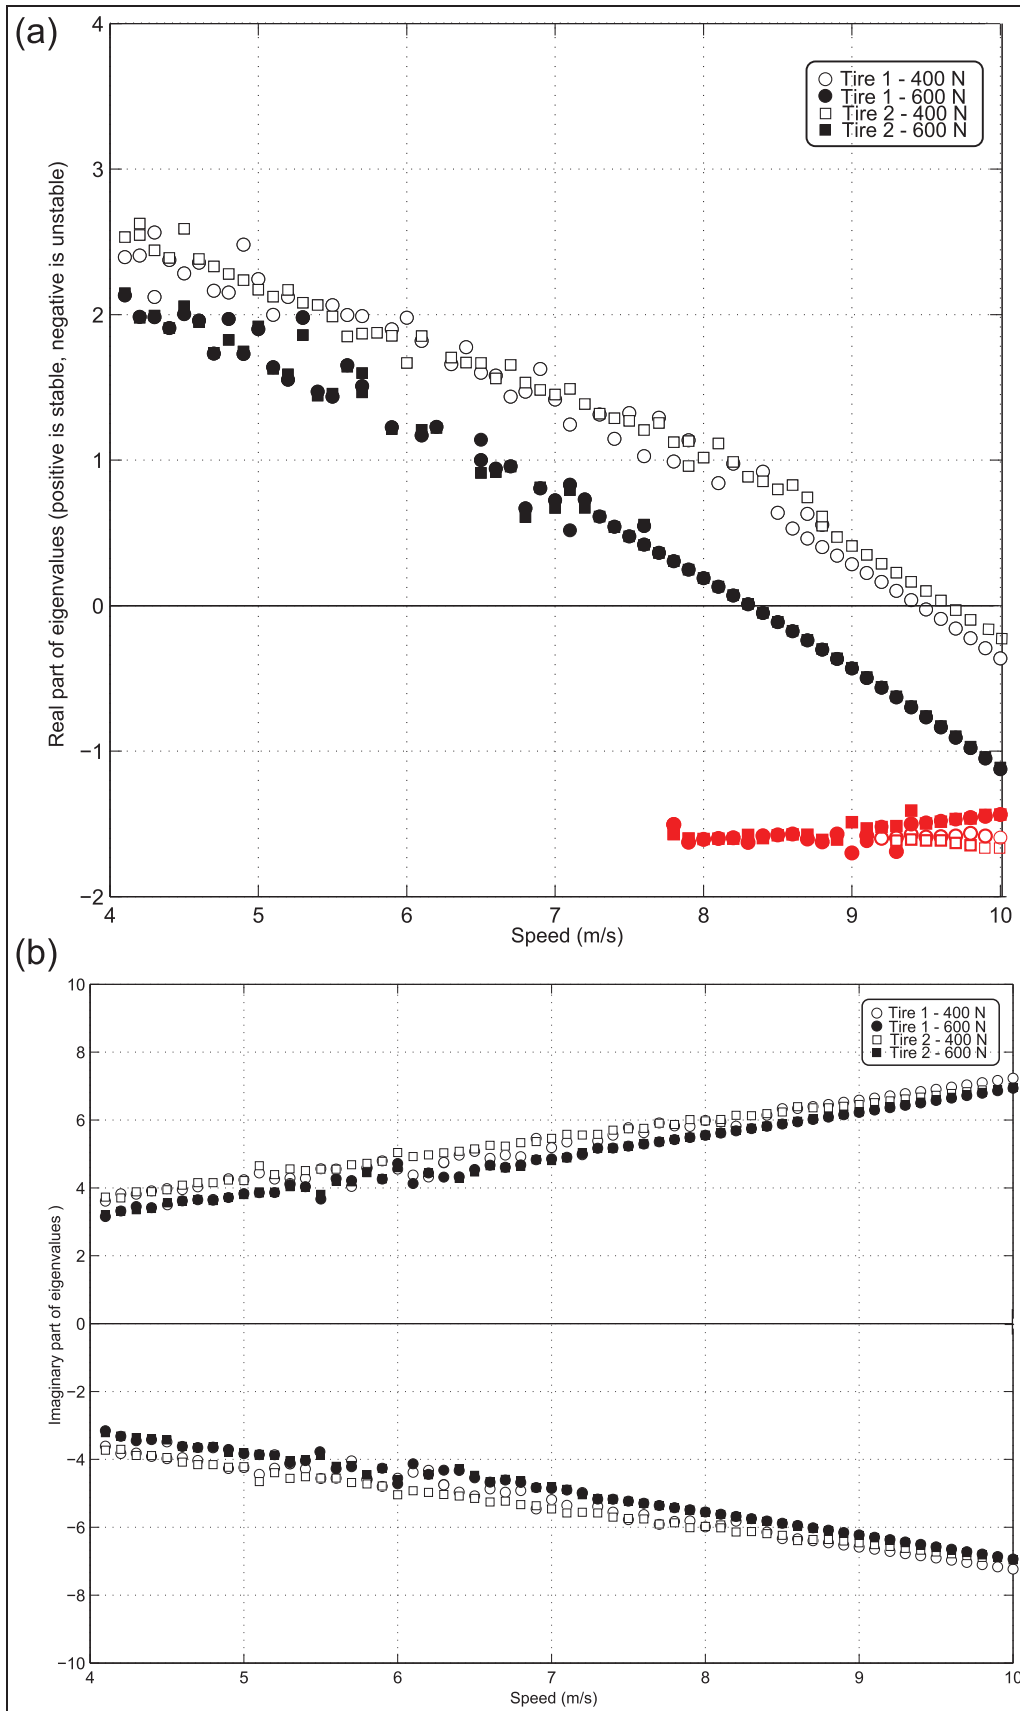 (a)
4
3
2
1
0
−1
−2
4
5
6
7
8
9
10
Real part of eigenvalues (positive is stable, negative is unstable)
Speed (m/s)
Tire 1 - 400 N
Tire 1 - 600 N
Tire 2 - 400 N
Tire 2 - 600 N
(b)
10
8
6
4
2
0
−2
−4
−6
−8
−10
4
5
6
7
8
9
10
Imaginary part of eigenvalues )
Speed (m/s)
Tire 1 - 400 N
Tire 1 - 600 N
Tire 2 - 400 N
Tire 2 - 600 N